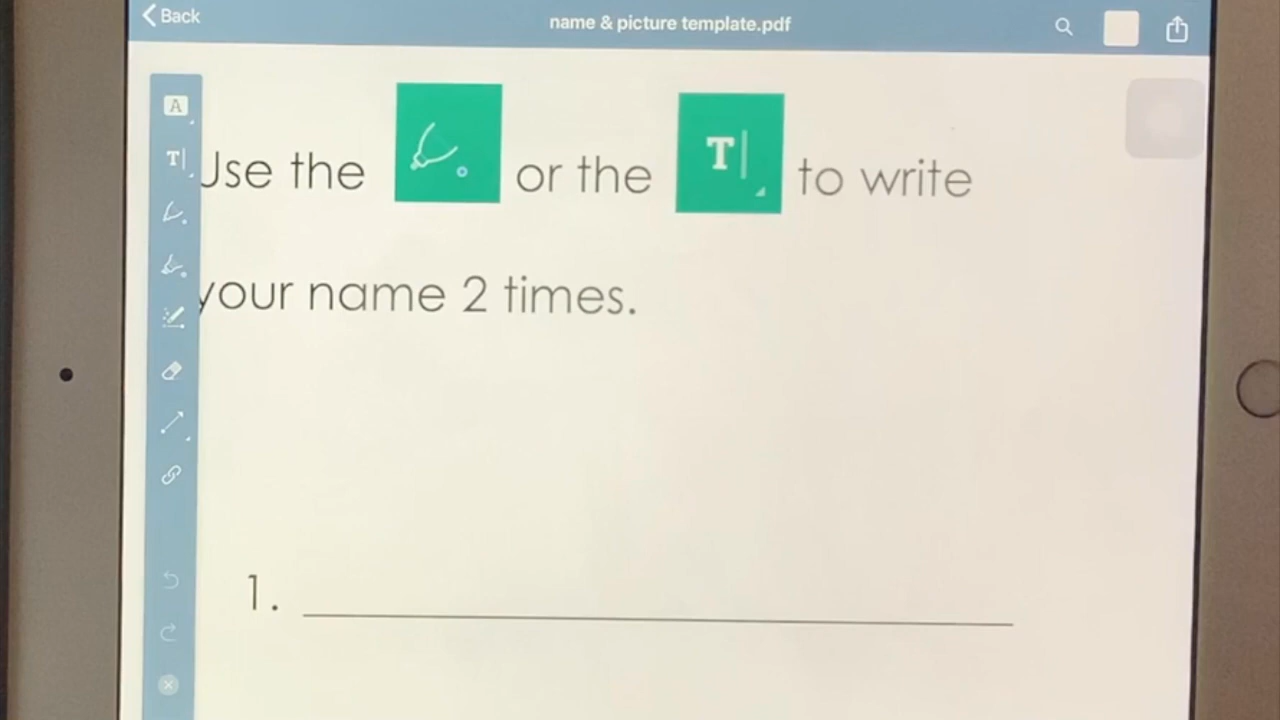 Back
name & picture template.pdf
A
T
Use the or the T to write
your name 2 times.
1.